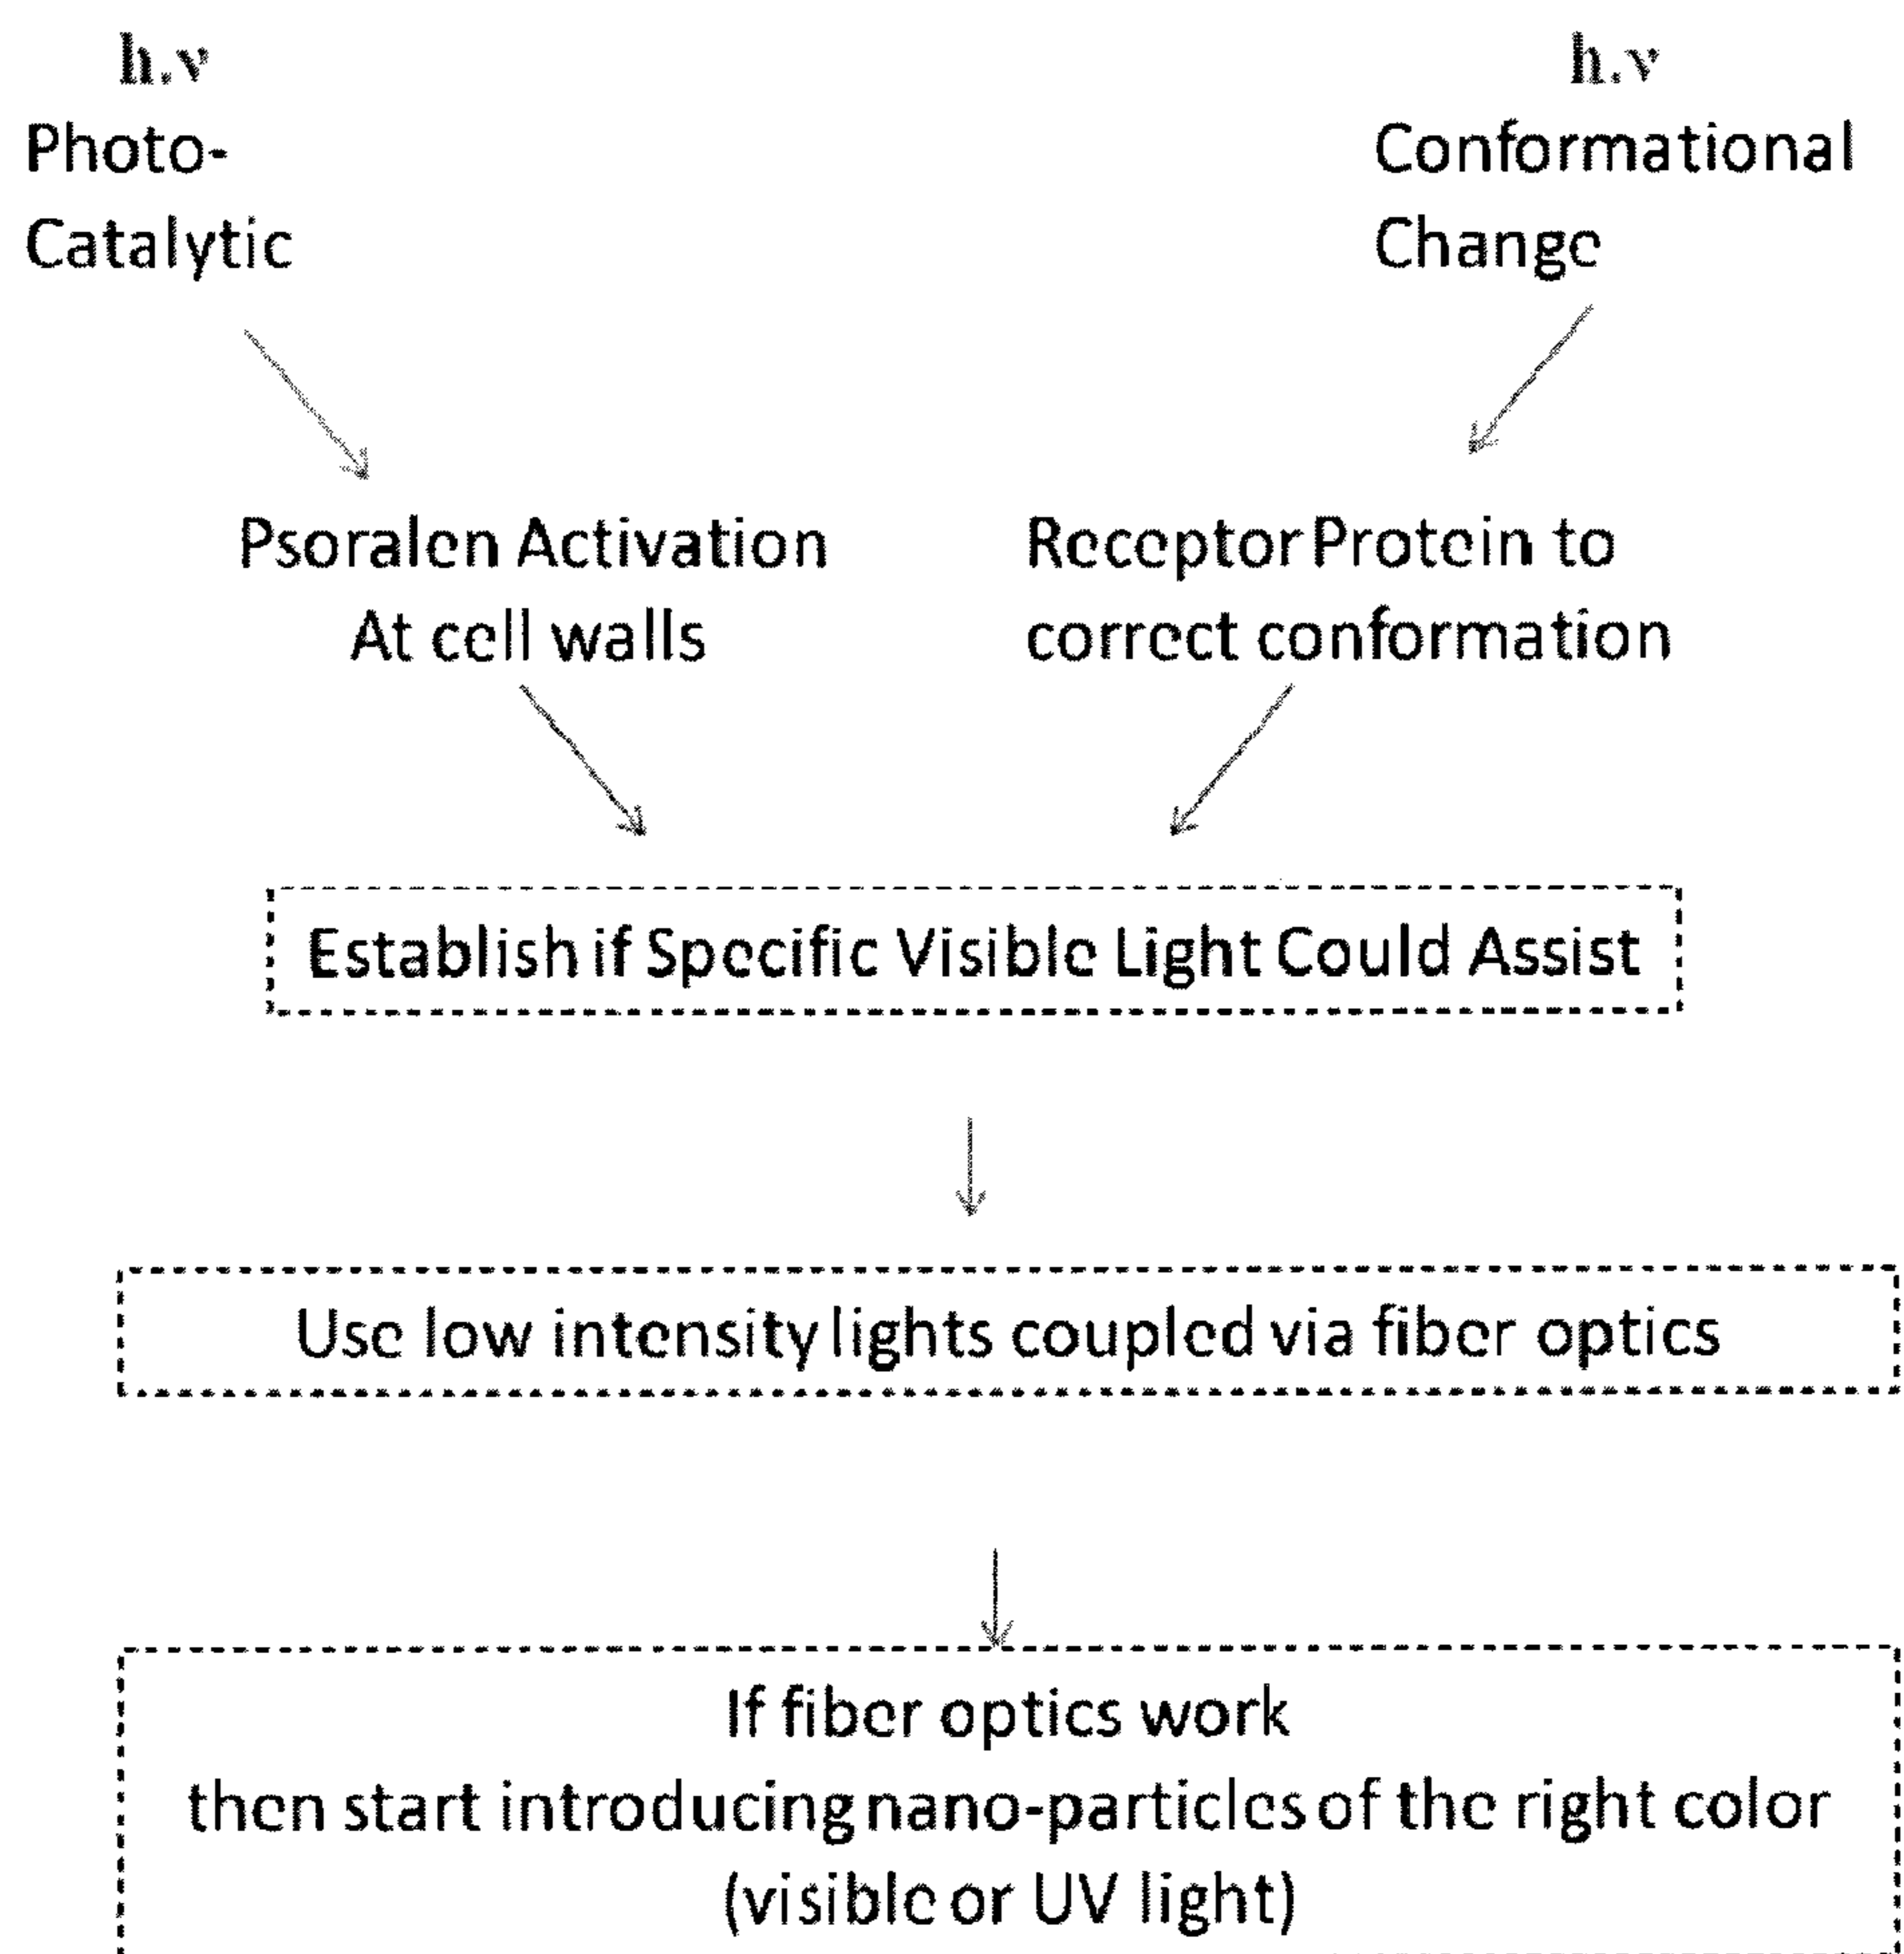 h.ν
Photo-
Catalytic
h.ν
Conformational
Change
Psoralen Activation
At cell walls
Receptor Protein to
correct conformation
Establish if Specific Visible Light Could Assist
Use low intensity lights coupled via fiber optics
If fiber optics work
then start introducing nano-particles of the right color
(visible or UV light)